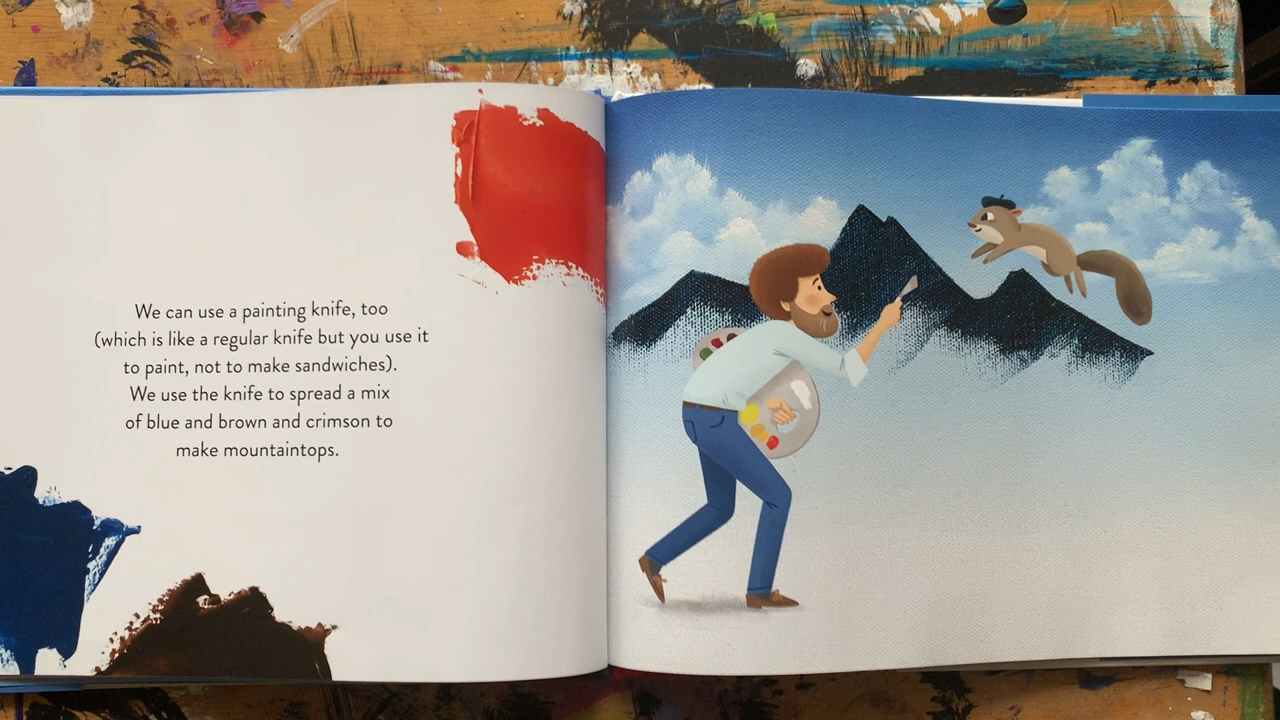 We can use a painting knife, too
(which is like a regular knife but you use it
to paint, not to make sandwiches).
We use the knife to spread a mix
of blue and brown and crimson to
make mountaintops.